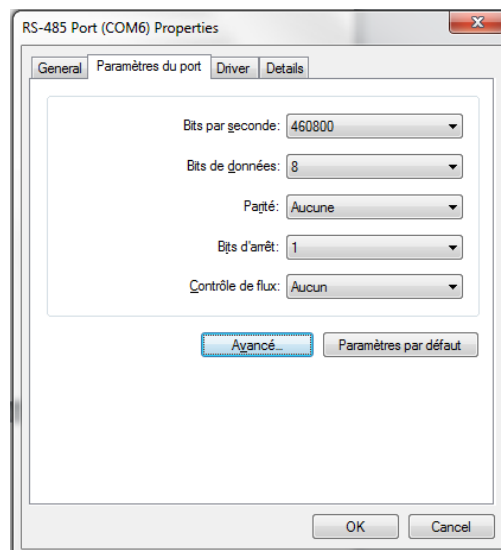 RS-485 Port (COM6) Properties
General Paramètres du port Driver Details
Bits par seconde: 460800
Bits de données: 8
Parité: Aucune
Bits d'arrêt: 1
Contrôle de flux: Aucun
Avancé... Paramètres par défaut
OK Cancel